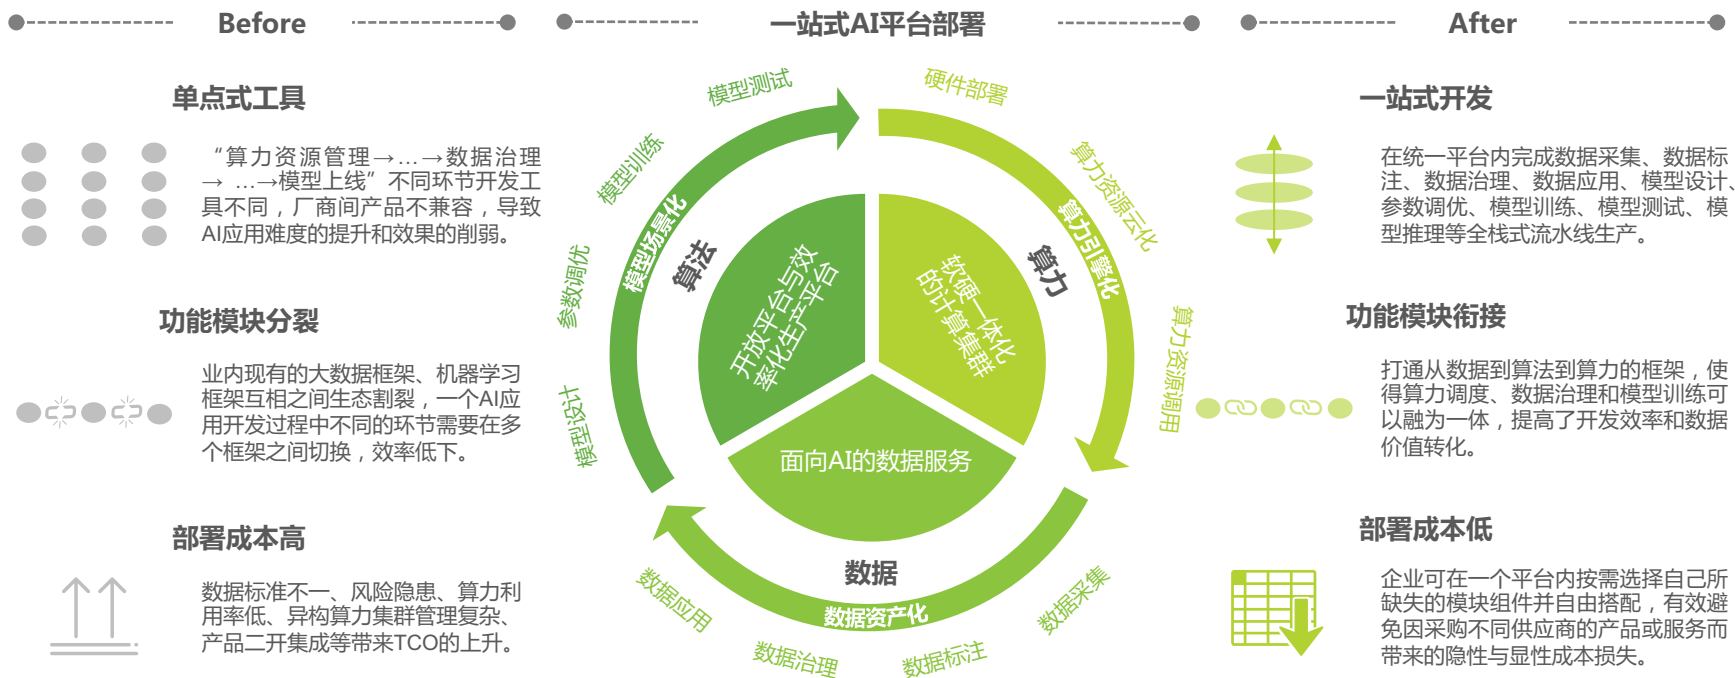 Before
单点式工具
“算力资源管理→…→数据治理
→ …→模型上线”不同环节开发工
具不同，厂商间产品不兼容，导致
AI应用难度的提升和效果的削弱。
功能模块分裂
业内现有的大数据框架、机器学习
框架互相之间生态割裂，一个AI应
用开发过程中不同的环节需要在多
个框架之间切换，效率低下。
部署成本高
数据标准不一、风险隐患、算力利
用率低、异构算力集群管理复杂、
产品二开集成等带来TCO的上升。
一站式AI平台部署
模型设计
参数调优
模型训练
模型测试
模型场景化
算法
开放平台与效
率化生产平台
硬件部署
算力资源云化
算力资源调用
算力引擎化
算力
软硬一体化
的计算集群
面向AI的数据服务
数据
数据资产化
数据采集
数据标注
数据治理
数据应用
After
一站式开发
在统一平台内完成数据采集、数据标
注、数据治理、数据应用、模型设计、
参数调优、模型训练、模型测试、模
型推理等全栈式流水线生产。
功能模块衔接
打通从数据到算法到算力的框架，使
得算力调度、数据治理和模型训练可
以融为一体，提高了开发效率和数据
价值转化。
部署成本低
企业可在一个平台内按需选择自己所
缺失的模块组件并自由搭配，有效避
免因采购不同供应商的产品或服务而
带来的隐性与显性成本损失。